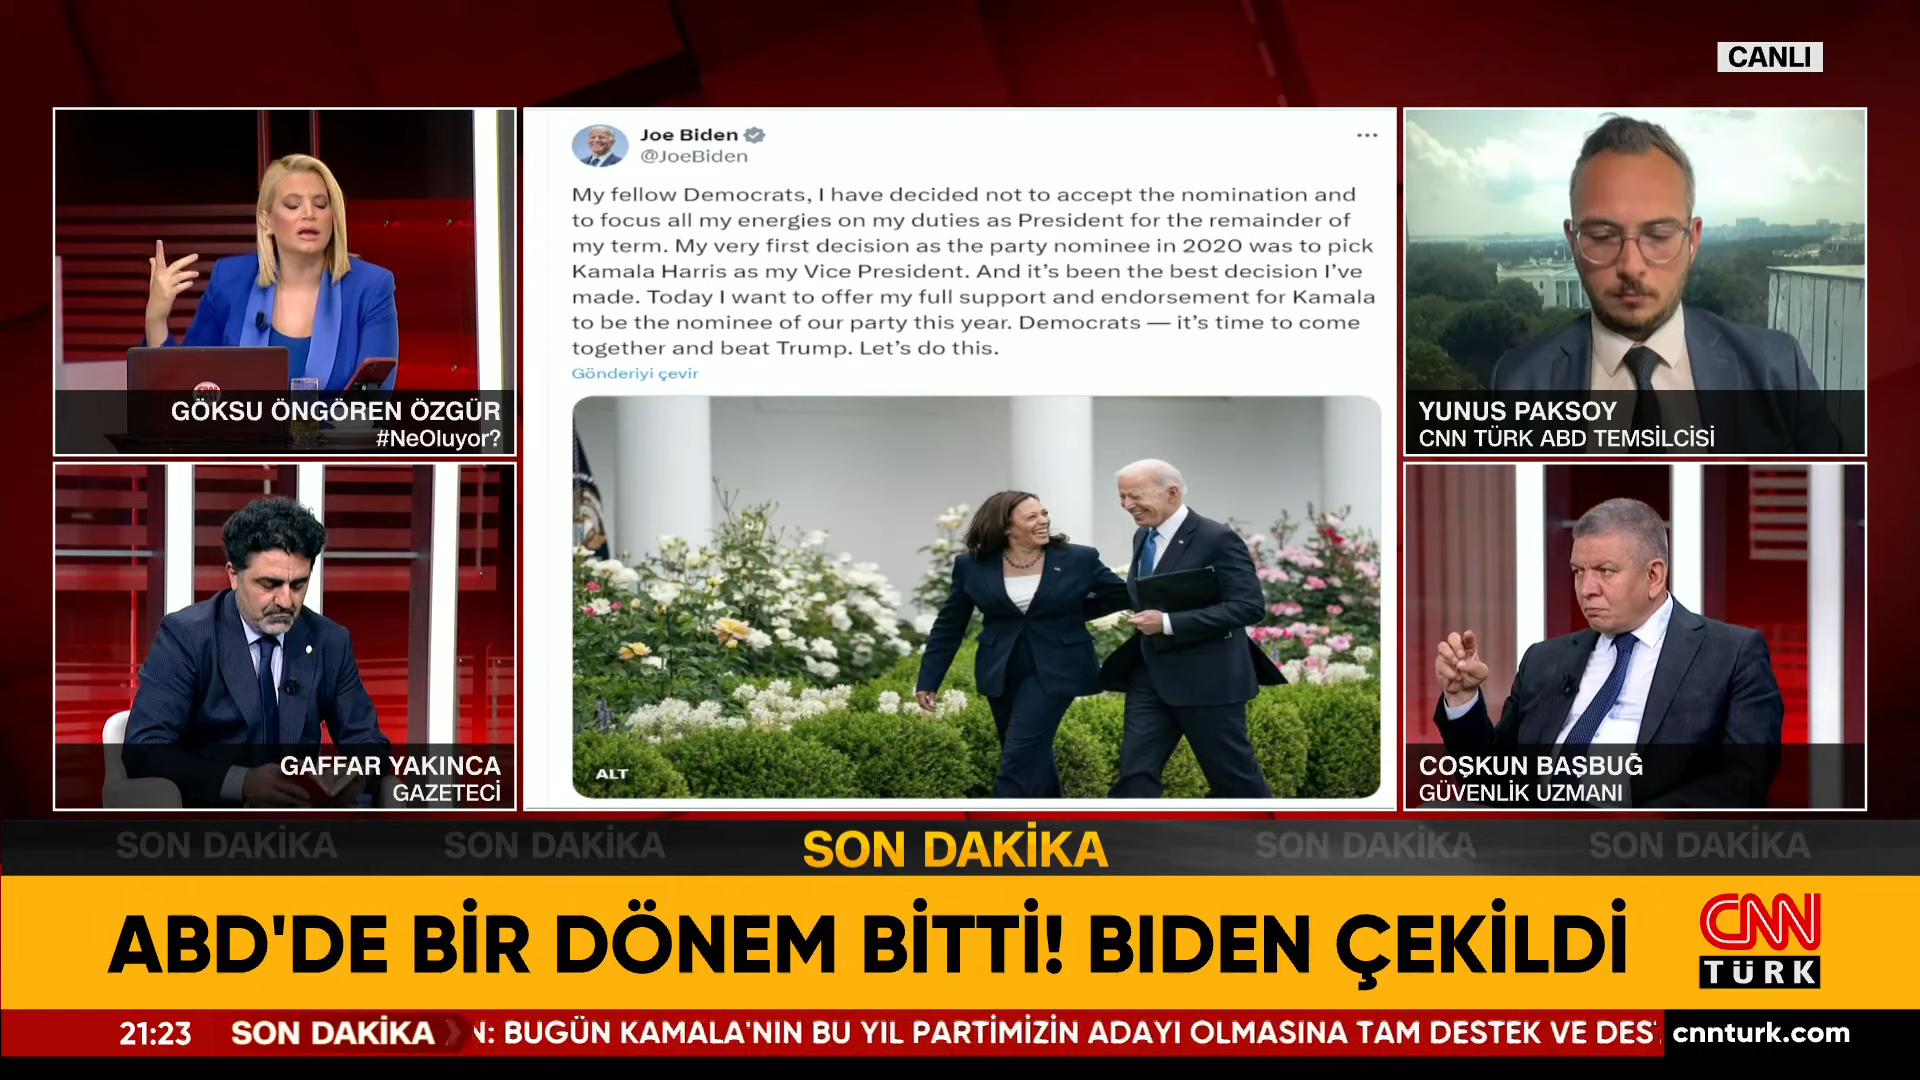 CANLI
GÖKSU ÖNGÖREN ÖZGÜR
#NeOluyor?
Joe Biden
@JoeBiden
My fellow Democrats, I have decided not to accept the nomination and
to focus all my energies on my duties as President for the remainder of
my term. My very first decision as the party nominee in 2020 was to pick
Kamala Harris as my Vice President. And it’s been the best decision I’ve
made. Today I want to offer my full support and endorsement for Kamala
to be the nominee of our party this year. Democrats — it’s time to come
together and beat Trump. Let’s do this.
Gönderiyi çevir
ALT
YUNUS PAKSOY
CNN TÜRK ABD TEMSİLCİSİ
GAFFAR YAKINCA
GAZETECİ
COŞKUN BAŞBUĞ
GÜVENLİK UZMANI
SON DAKİKA SON DAKİKA SON DAKİKA SON DAKİKA SON DAKİKA
ABD'DE BİR DÖNEM BİTTİ! BIDEN ÇEKİLDİ
CNN
TÜRK
21:23 SON DAKİKA N: BUGÜN KAMALA'NIN BU YIL PARTİMİZİN ADAYI OLMASINA TAM DESTEK VE DES cnnturk.com